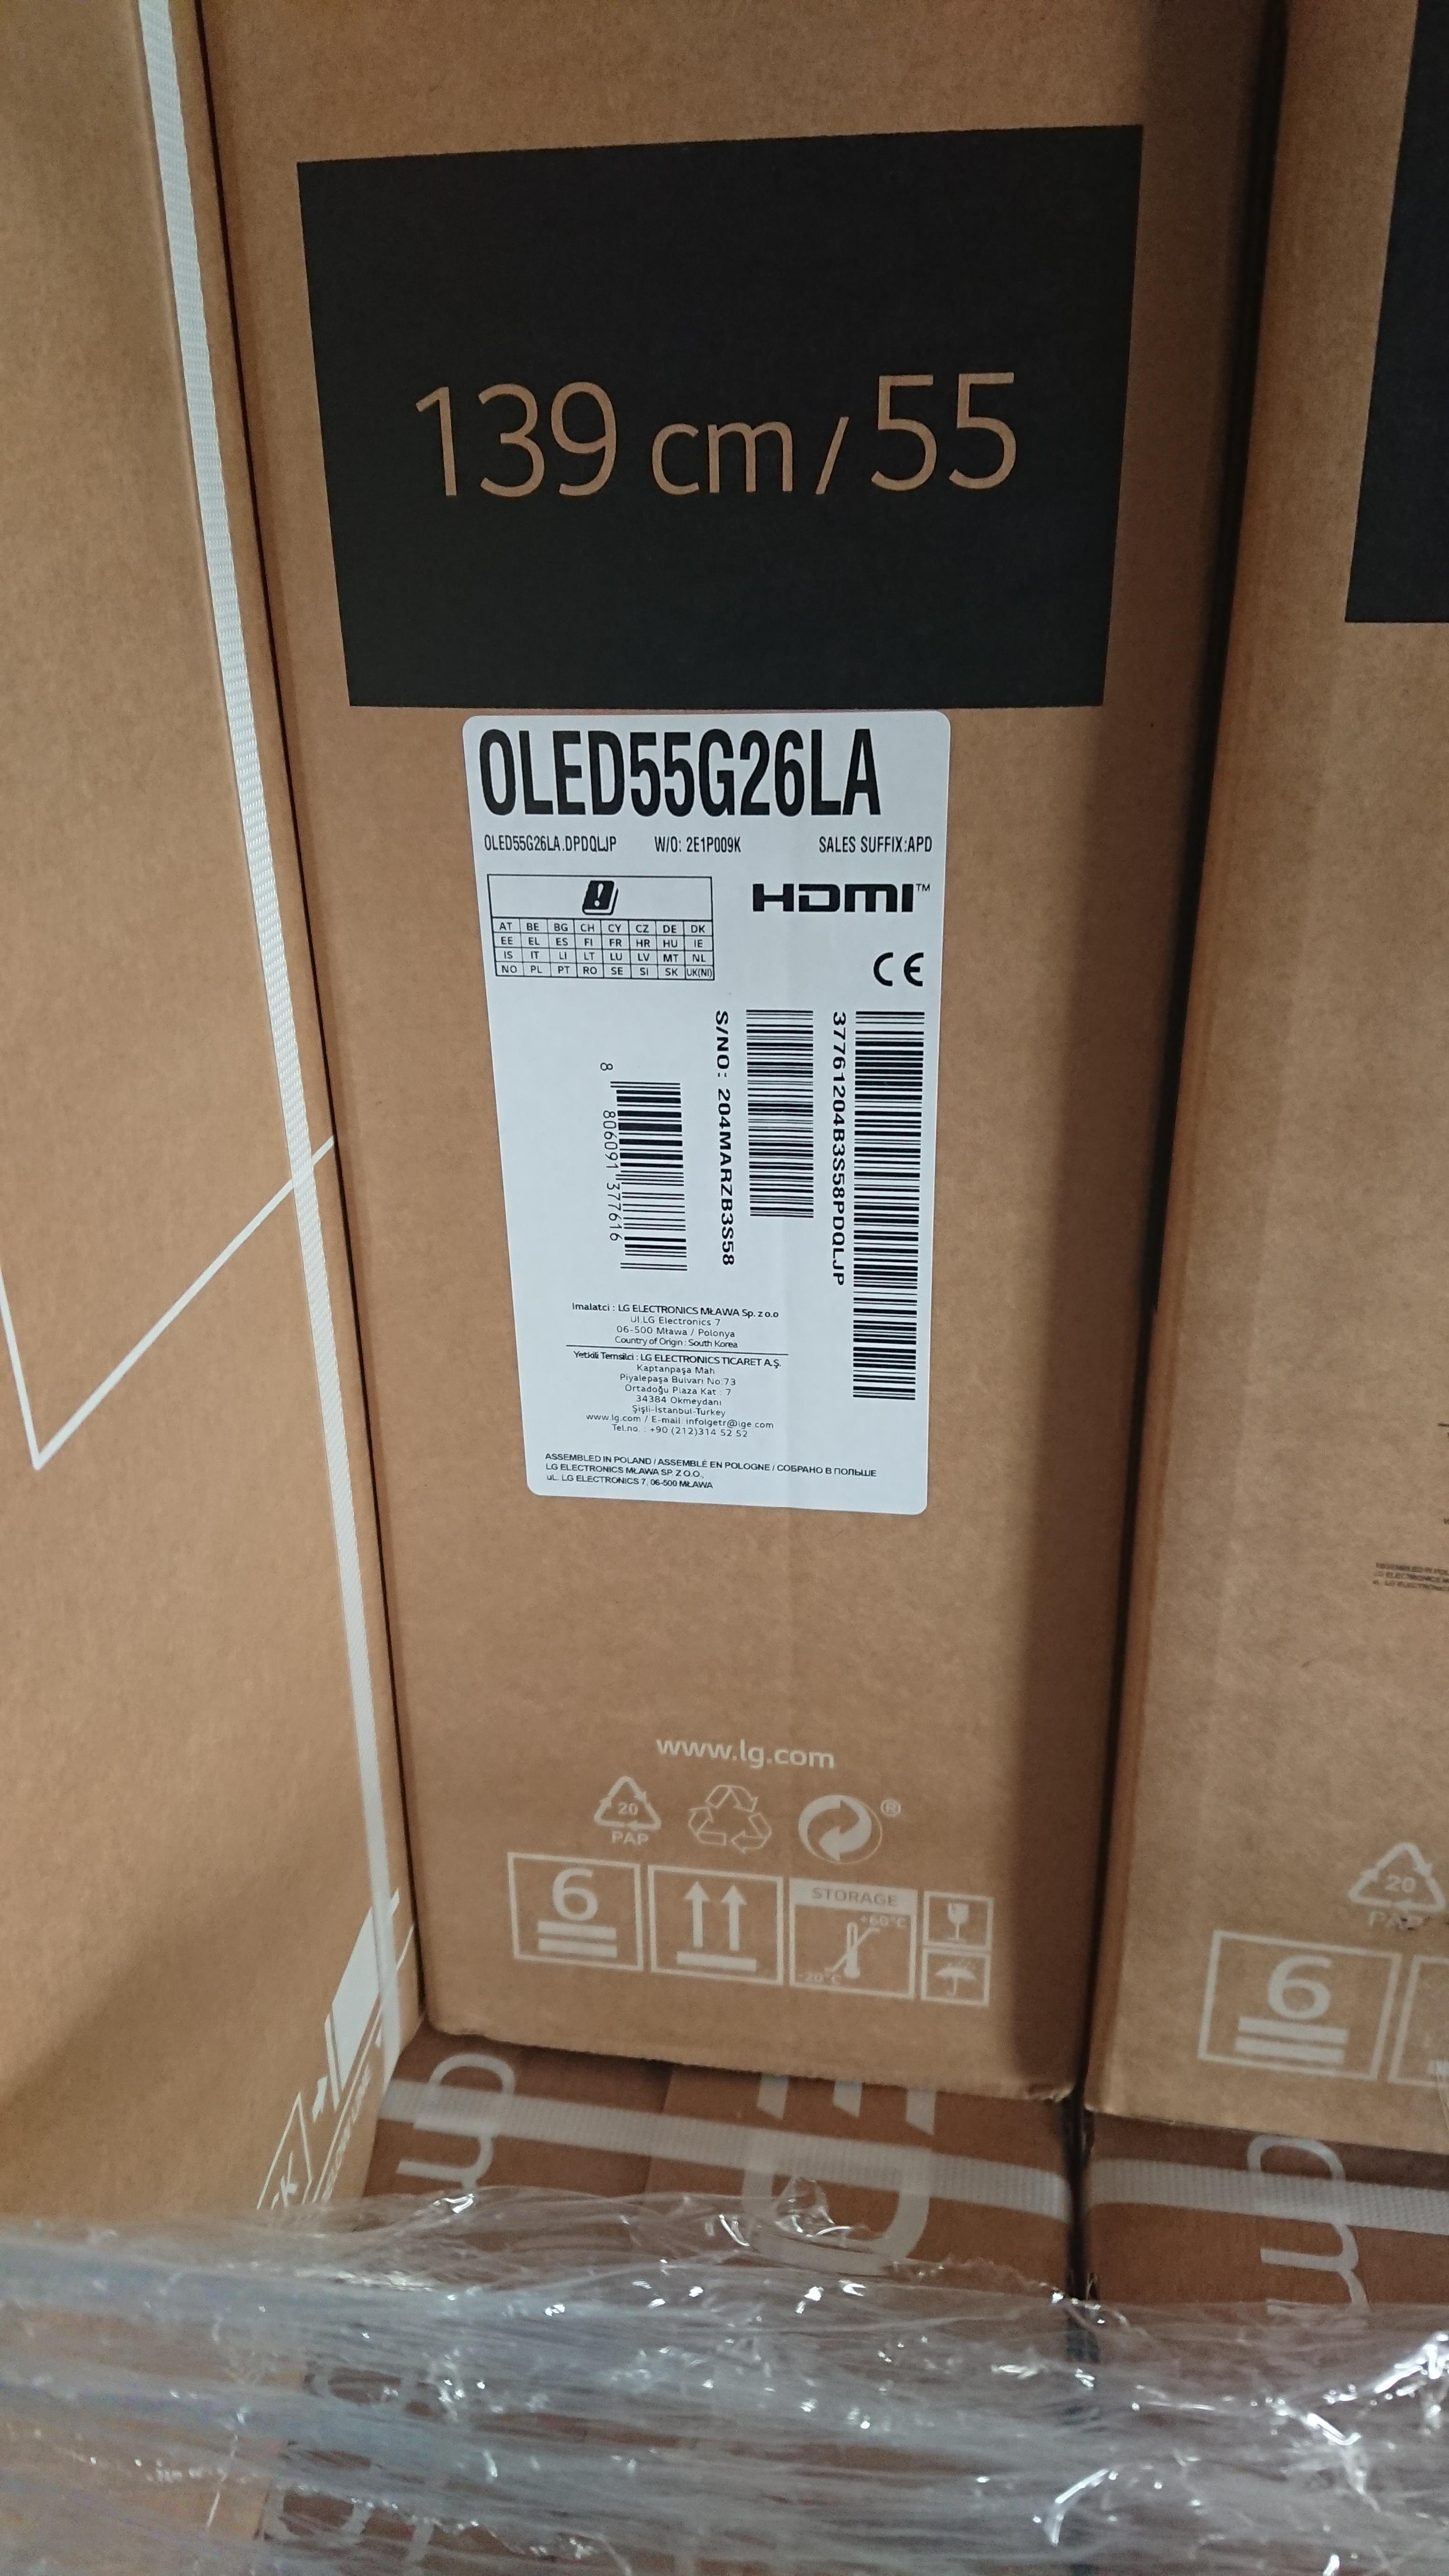 139 cm / 55
OLED55G26LA
OLED55G26LA.DPDQLJP W/O: 2E1P009K SALES SUFFIX:APD
HDMI™
AT BE BG CH CY CZ DE DK
EE EL ES FI FR HR HU IE
IS IT LI LT LU LV MT NL
NO PL PT RO SE SI SK UK(NI)
CE
37761204B3S58PDQLJP
S/NO: 204MARZB3S58
8 806091 377616
Imalatci : LG ELECTRONICS MŁAWA Sp. z o.o
Ul.LG Electronics 7
06-500 Mława / Polonya
Country of Origin : South Korea
Yetkili Temsilci : LG ELECTRONICS TICARET A.Ş.
Kaptanpaşa Mah
Piyalepaşa Bulvarı No:73
Ortadoğu Plaza Kat : 7
34384 Okmeydanı
Şişli-İstanbul-Turkey
www.lg.com / E-mail: infolgetr@lge.com
Tel.no. : +90 (212)314 52 52
ASSEMBLED IN POLAND / ASSEMBLÉ EN POLOGNE / СОБРАНО В ПОЛЬШЕ
LG ELECTRONICS MŁAWA SP. Z O.O.,
uL. LG ELECTRONICS 7, 06-500 MŁAWA
www.lg.com
20
PAP
®
6
STORAGE
+60°C
-20°C
20
PAP
6
cm
cm